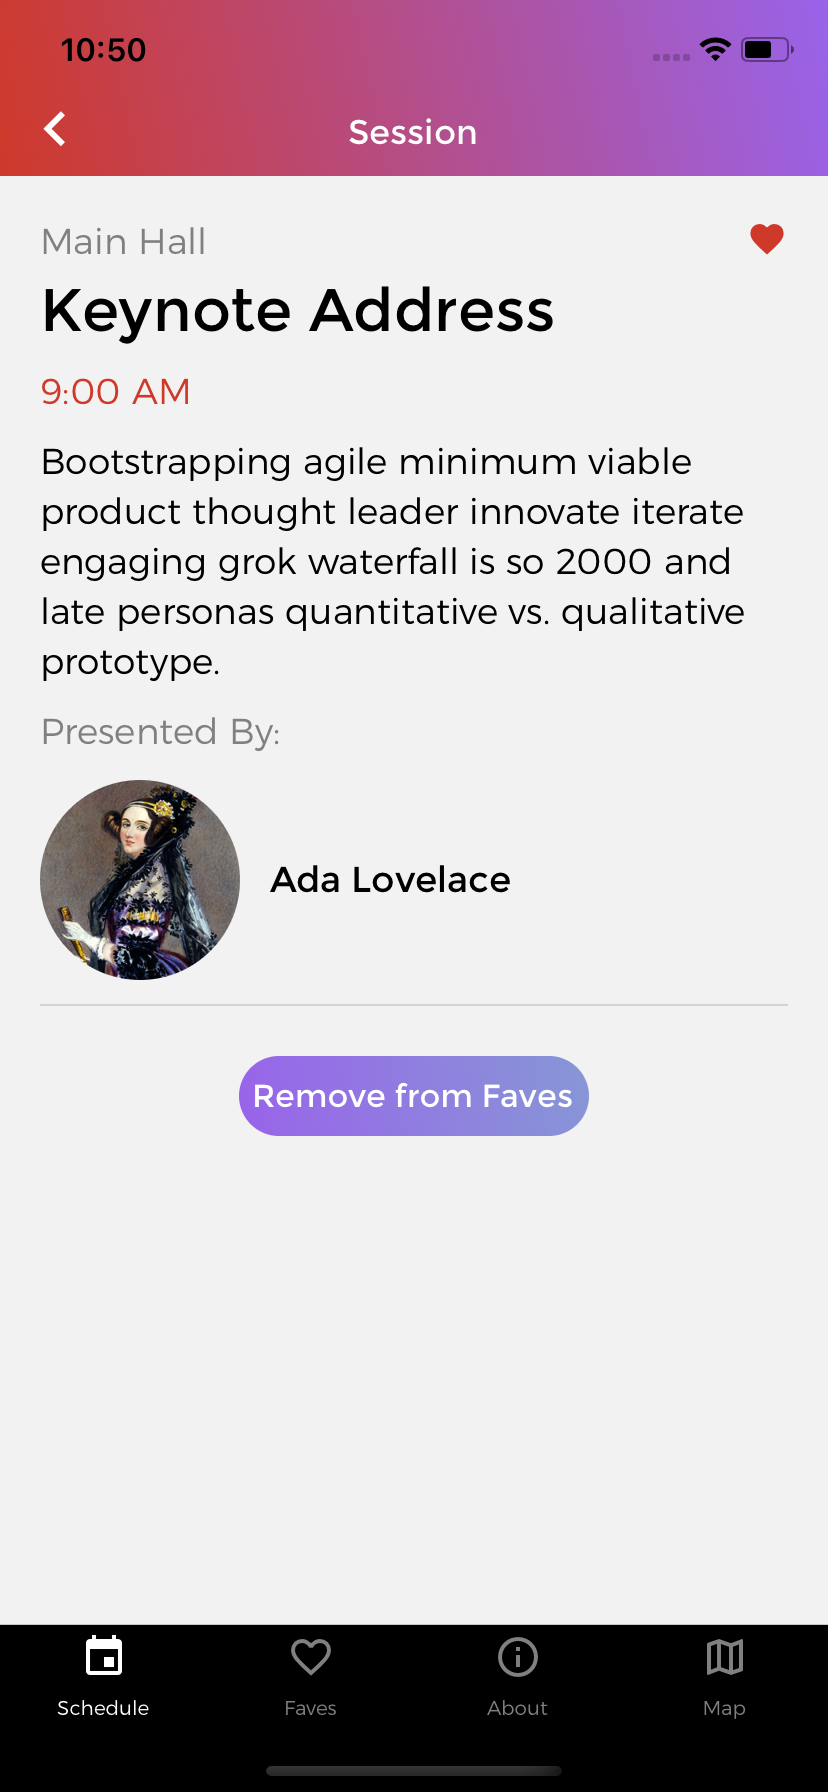 10:50
Session
Main Hall
Keynote Address
9:00 AM
Bootstrapping agile minimum viable
product thought leader innovate iterate
engaging grok waterfall is so 2000 and
late personas quantitative vs. qualitative
prototype.
Presented By:
Ada Lovelace
Remove from Faves
Schedule
Faves
About
Map